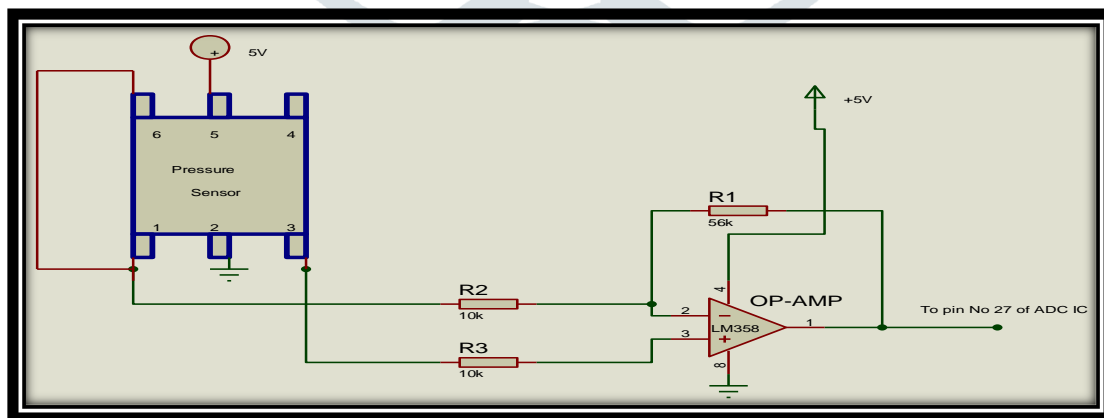 + 5V
+5V
6 5 4
Pressure
Sensor
1 2 3
R1
56k
R2
10k
4
OP-AMP
2
LM358
1
To pin No 27 of ADC IC
3
R3
10k
8